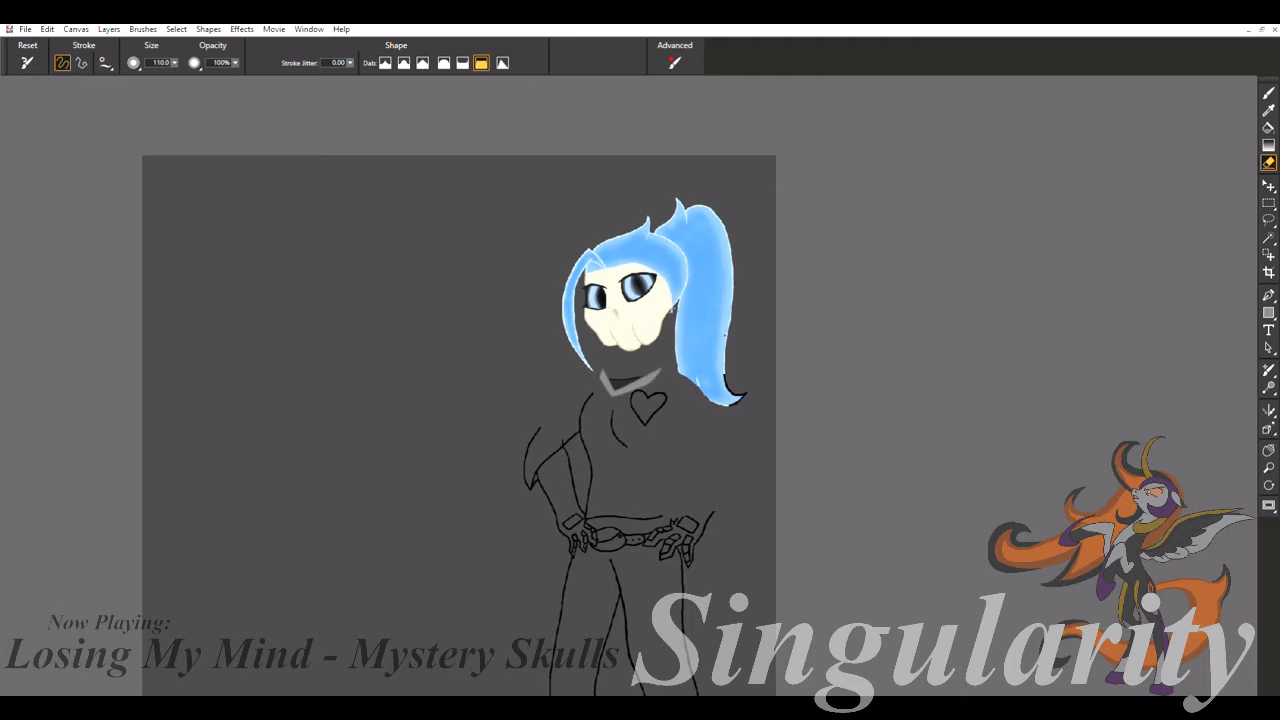 File Edit Canvas Layers Brushes Select Shapes Effects Movie Window Help
Reset Stroke Size Opacity Shape Advanced
110.0 100% Stroke Jitter: 0.00 Dab:
Now Playing:
Losing My Mind - Mystery Skulls
Singularity